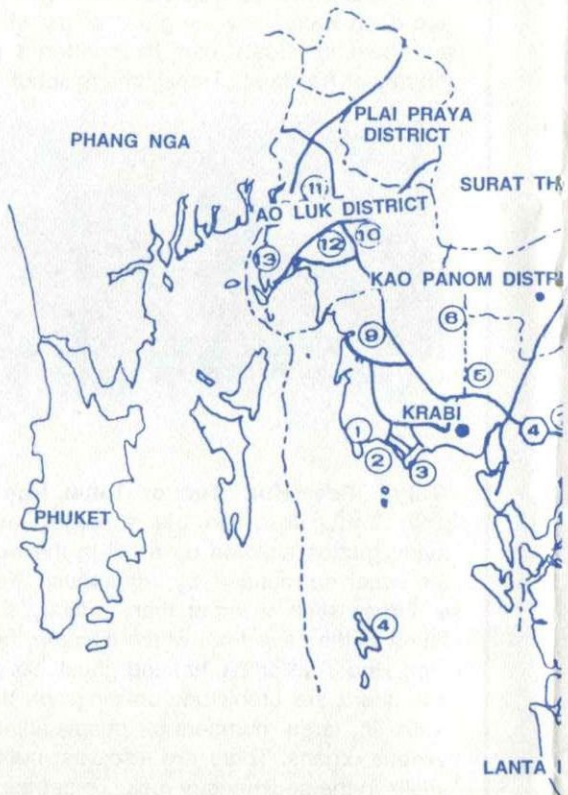 PLAI PRAYA
DISTRICT
PHANG NGA
SURAT TH
11
AO LUK DISTRICT
12 10
13
KAO PANOM DISTRI
6
9
5
KRABI
1
4
2
3
PHUKET
4
LANTA I